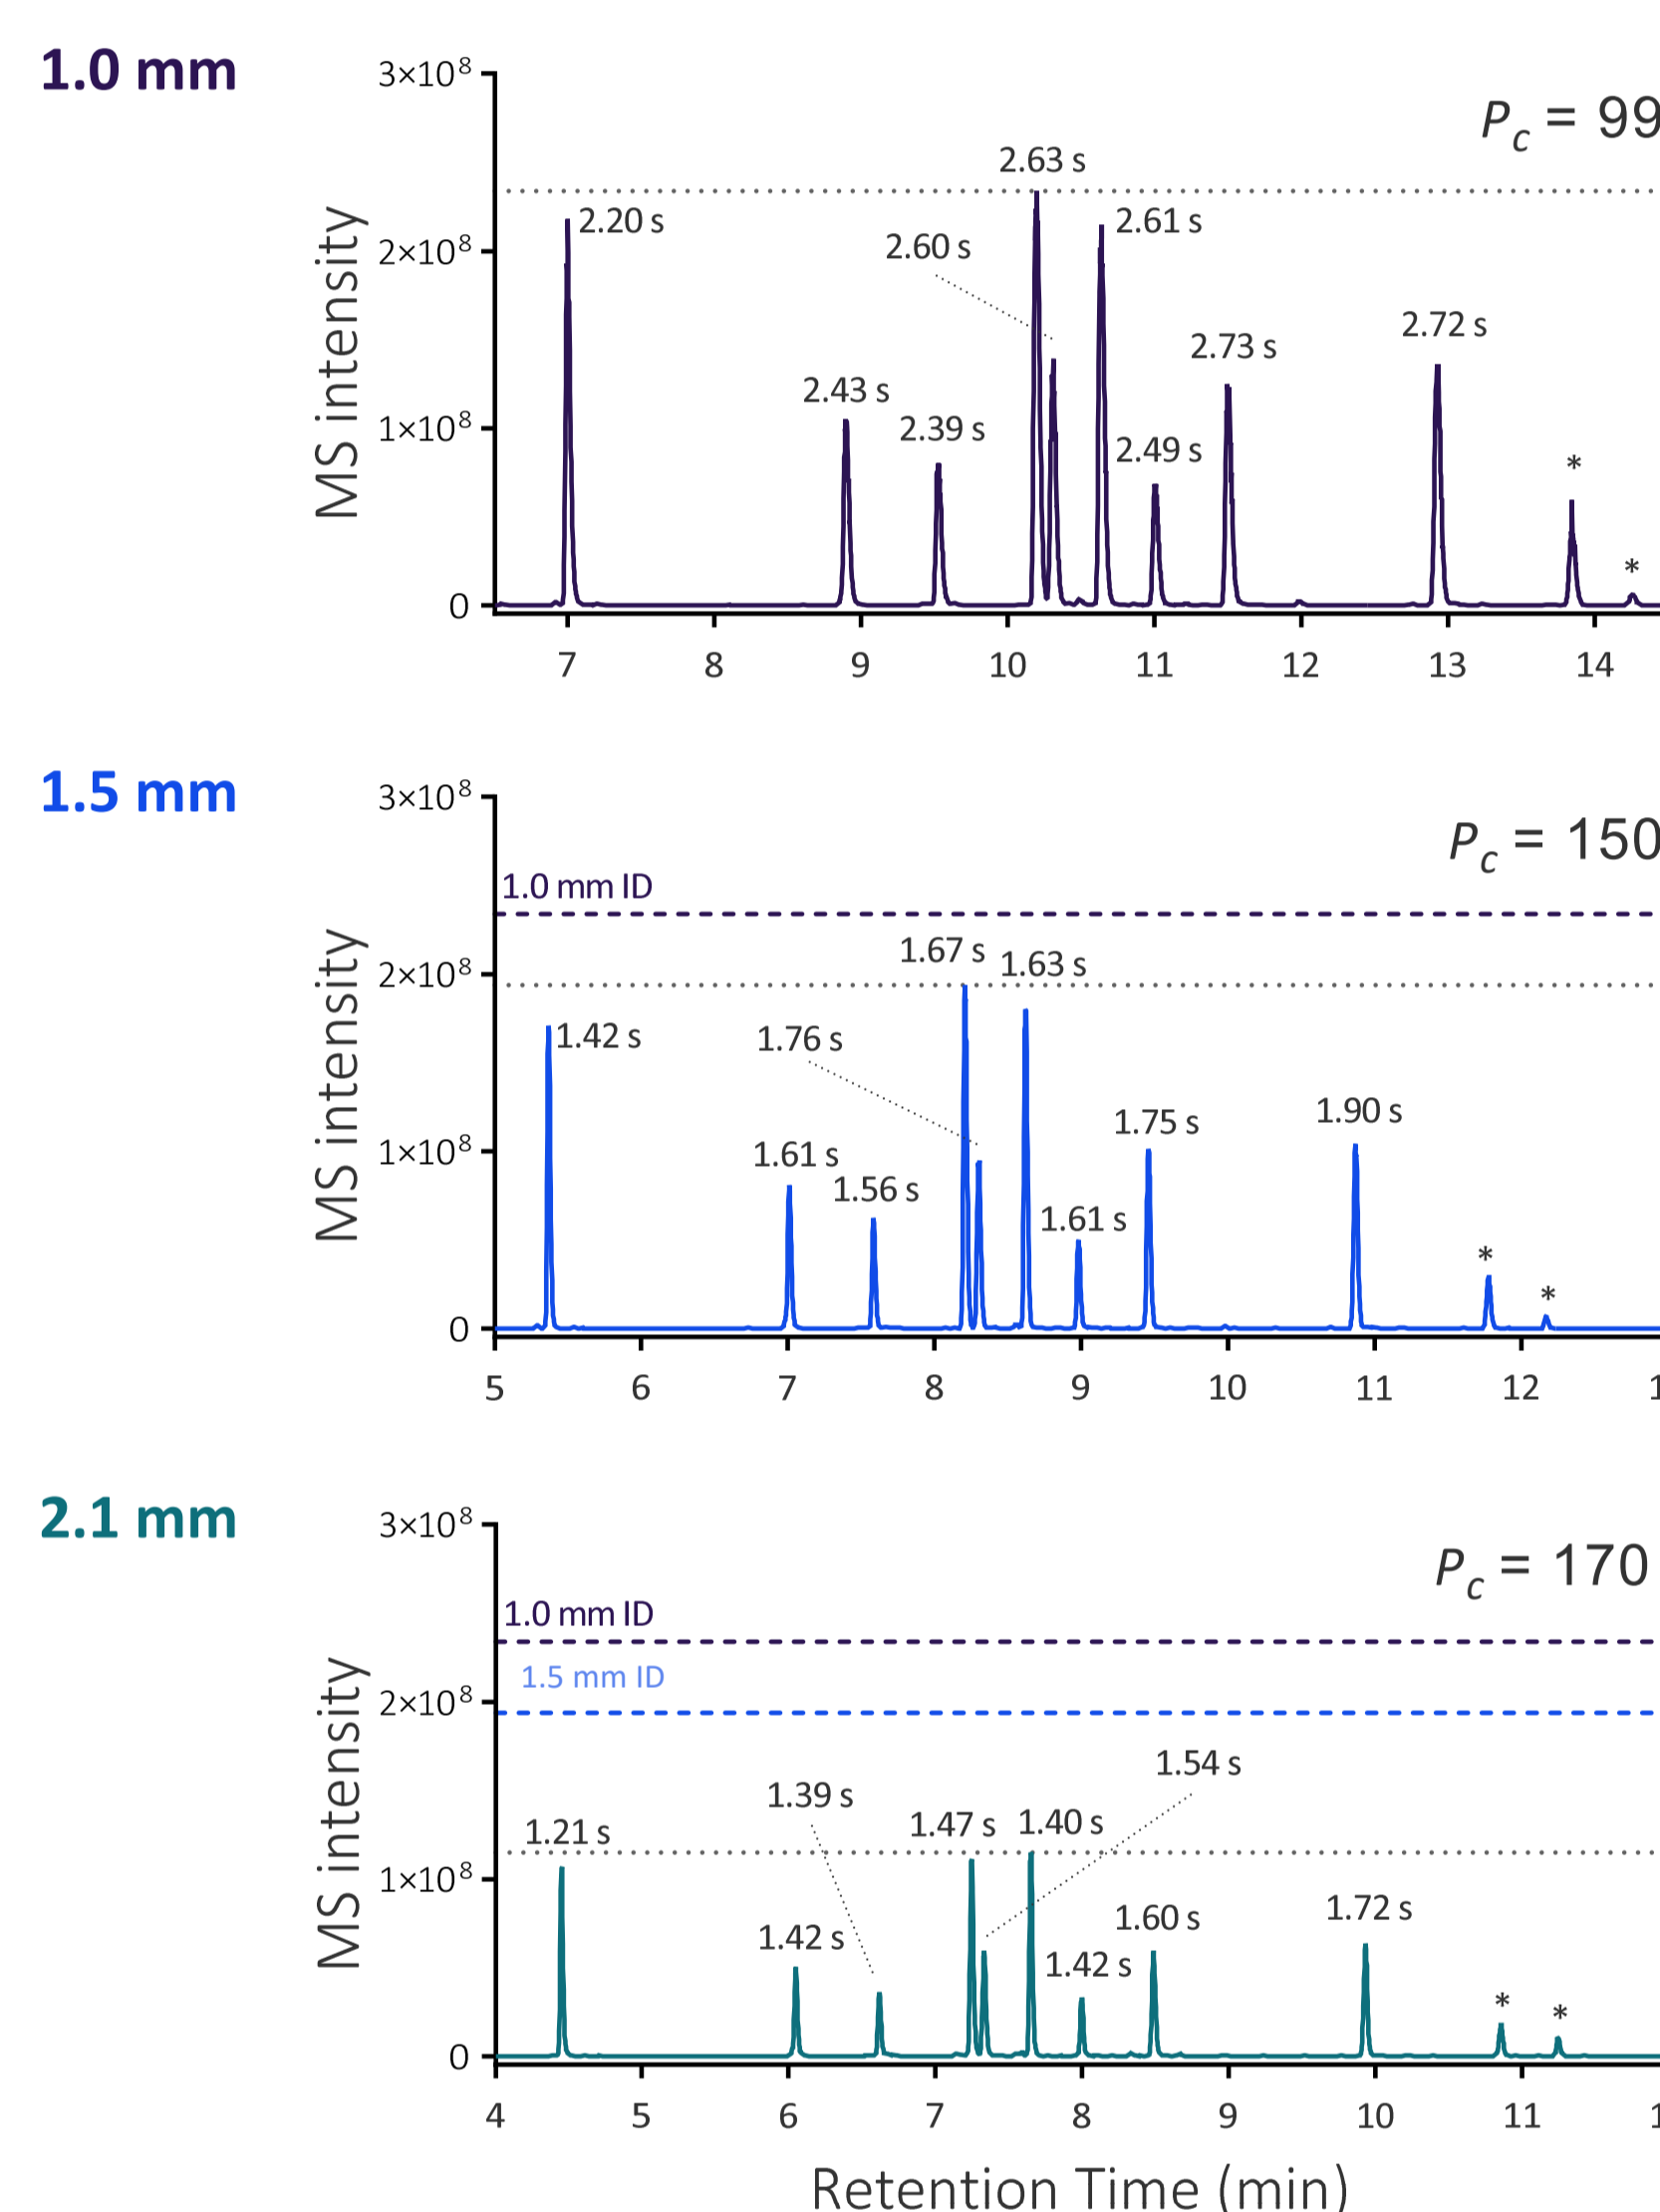 1.0 mm
3×10⁸
P_c = 99
2.63 s
2.20 s
2.61 s
2.60 s
2×10⁸
2.72 s
2.73 s
2.43 s
2.39 s
1×10⁸
2.49 s
*
*
0
MS intensity
7 8 9 10 11 12 13 14
1.5 mm
3×10⁸
P_c = 150
1.0 mm ID
1.67 s
1.63 s
2×10⁸
1.42 s
1.76 s
1.75 s
1.90 s
1.61 s
1×10⁸
1.56 s
1.61 s
*
*
0
MS intensity
5 6 7 8 9 10 11 12
2.1 mm
3×10⁸
P_c = 170
1.0 mm ID
1.5 mm ID
2×10⁸
1.54 s
1.39 s
1.21 s
1.47 s
1.40 s
1×10⁸
1.42 s
1.60 s
1.72 s
1.42 s
*
*
0
MS intensity
4 5 6 7 8 9 10 11
Retention Time (min)